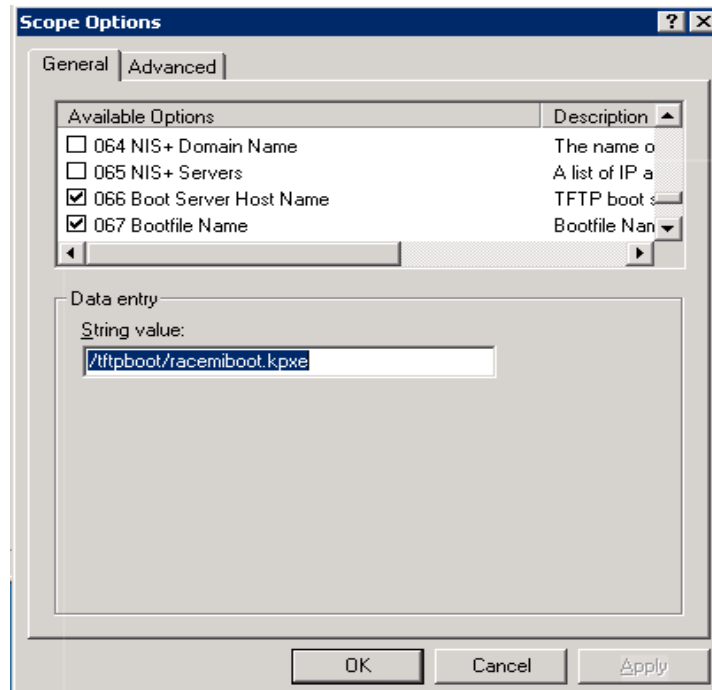 Scope Options
General Advanced
Available Options Description
064 NIS+ Domain Name The name o
065 NIS+ Servers A list of IP a
066 Boot Server Host Name TFTP boot s
067 Bootfile Name Bootfile Nan
Data entry
String value:
/tftpboot/racemiboot.kpxe
OK Cancel Apply